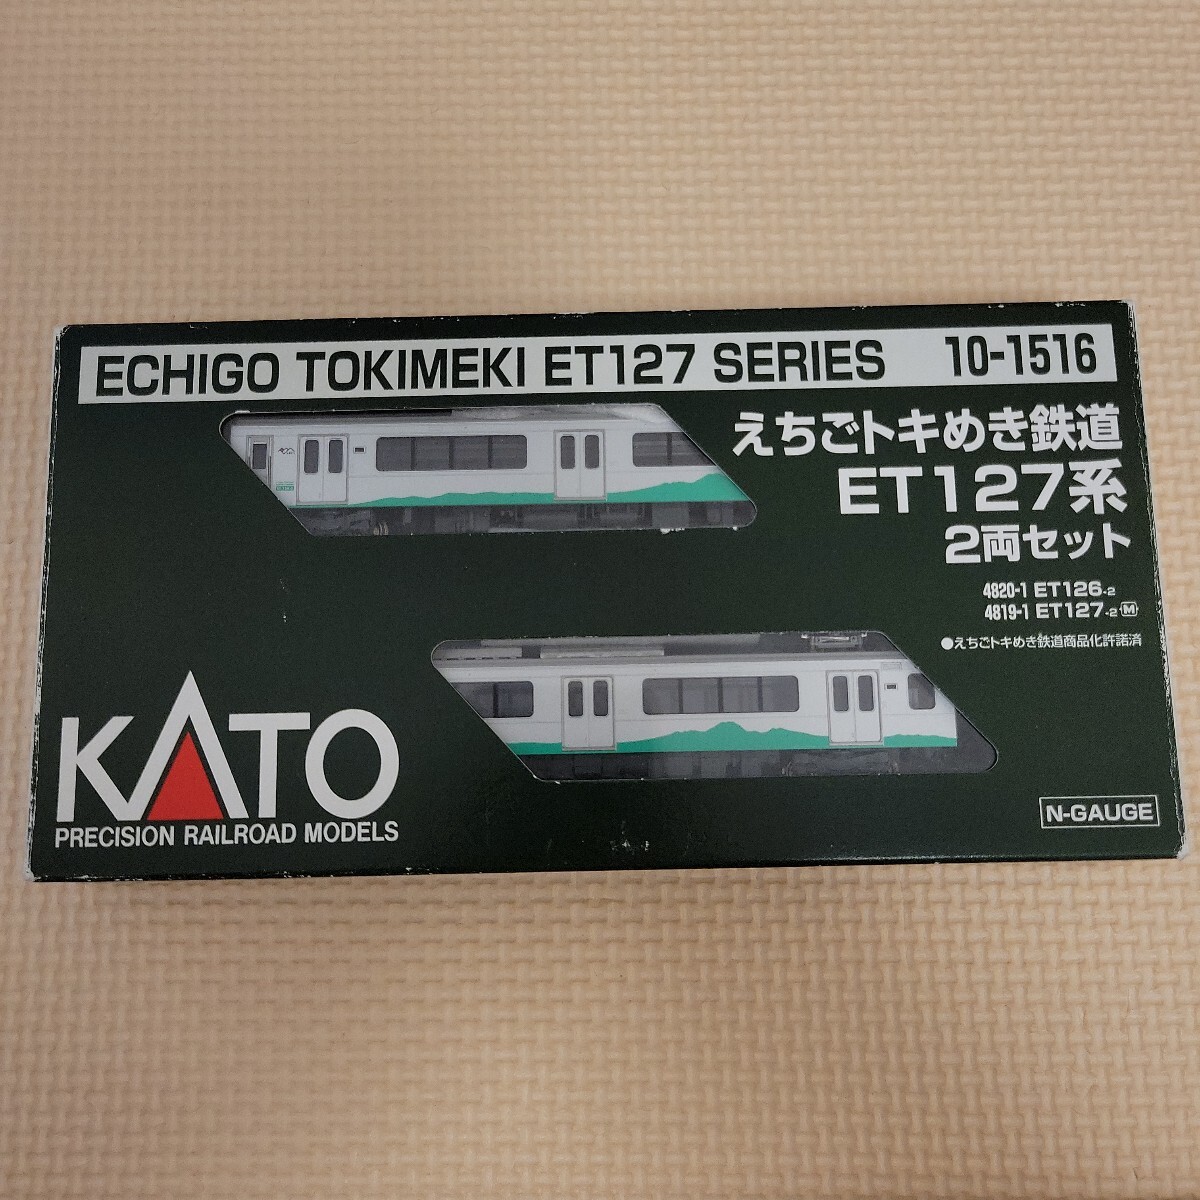 ECHIGO TOKIMEKI ET127 SERIES 10-1516
えちごトキめき鉄道
ET127系
2両セット
4820-1 ET126-2
4819-1 ET127-2 M
●えちごトキめき鉄道商品化許諾済
KATO
PRECISION RAILROAD MODELS
N-GAUGE